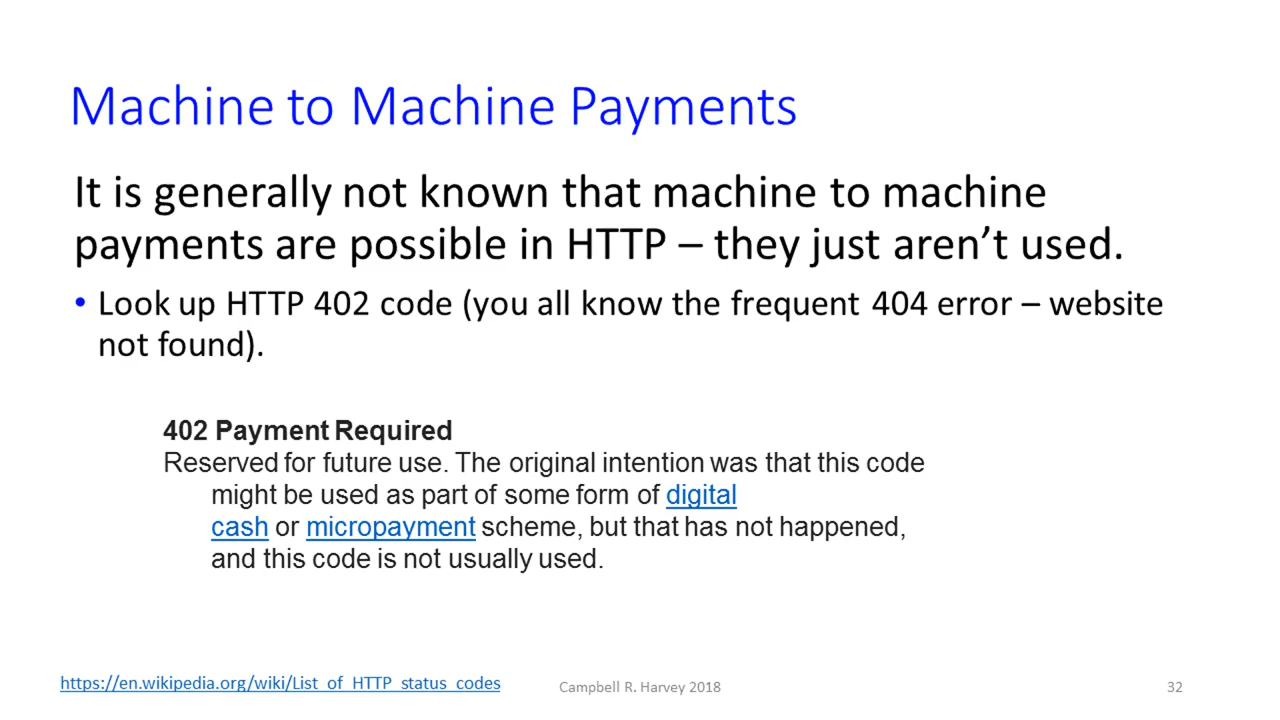 Machine to Machine Payments
It is generally not known that machine to machine
payments are possible in HTTP – they just aren’t used.
• Look up HTTP 402 code (you all know the frequent 404 error – website
not found).
402 Payment Required
Reserved for future use. The original intention was that this code
might be used as part of some form of digital
cash or micropayment scheme, but that has not happened,
and this code is not usually used.
https://en.wikipedia.org/wiki/List_of_HTTP_status_codes
Campbell R. Harvey 2018
32